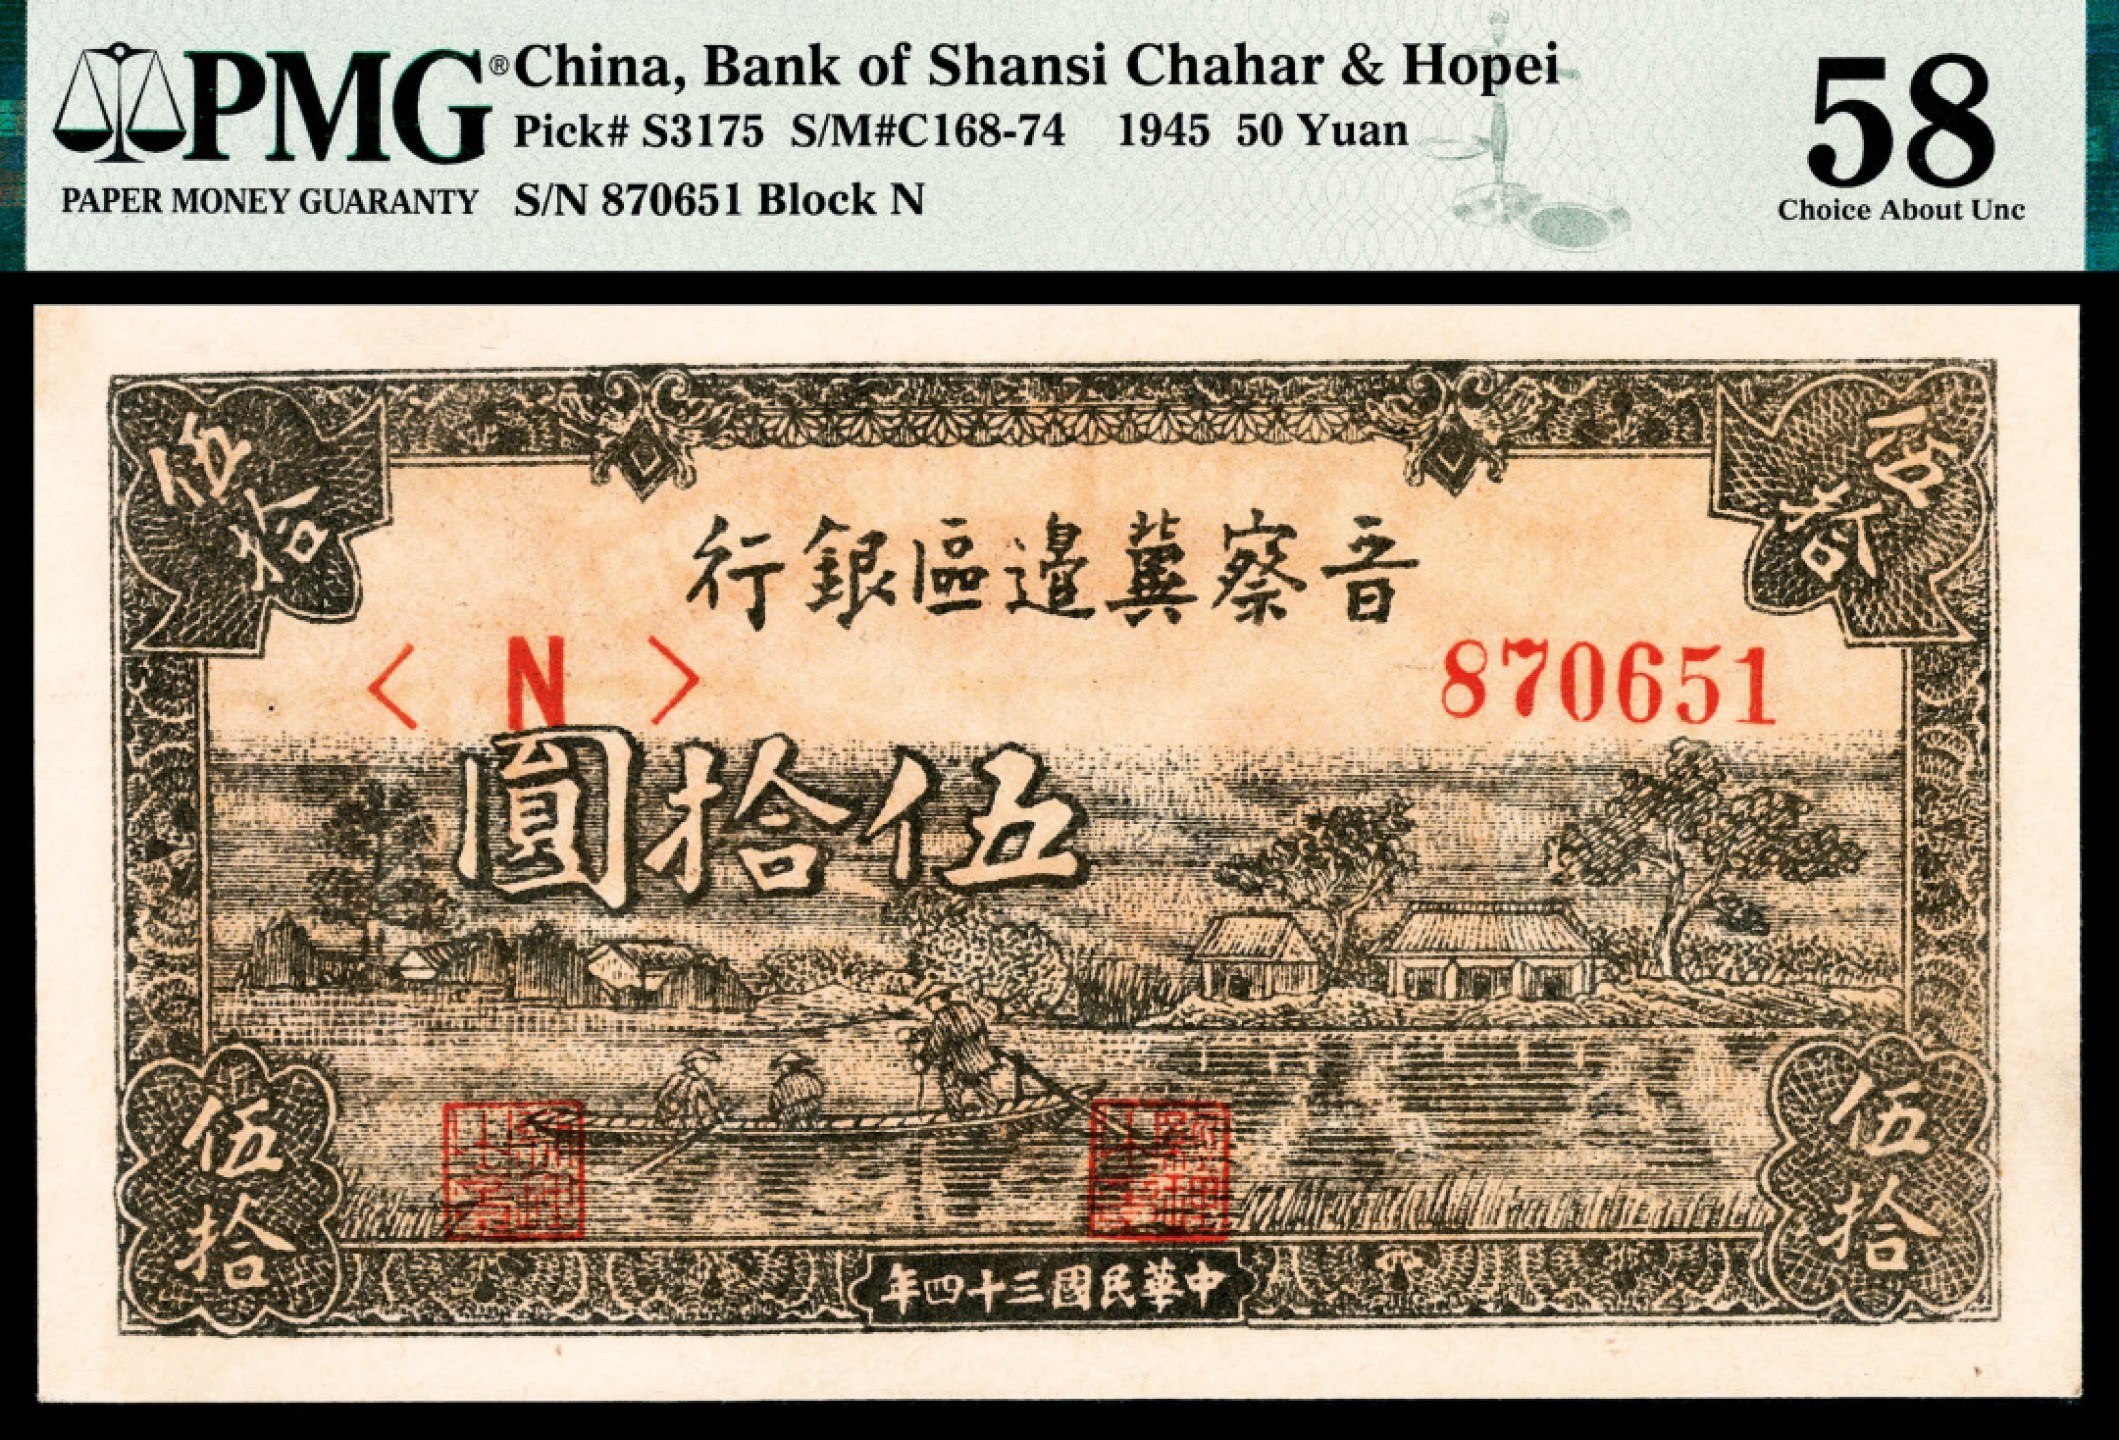 PMG®
PAPER MONEY GUARANTY
China, Bank of Shansi Chahar & Hopei
Pick# S3175 S/M#C168-74 1945 50 Yuan
S/N 870651 Block N
58
Choice About Unc
伍拾
伍拾
晉察冀邊區銀行
< N >
870651
伍拾圓
伍拾
伍拾
中華民國三十四年